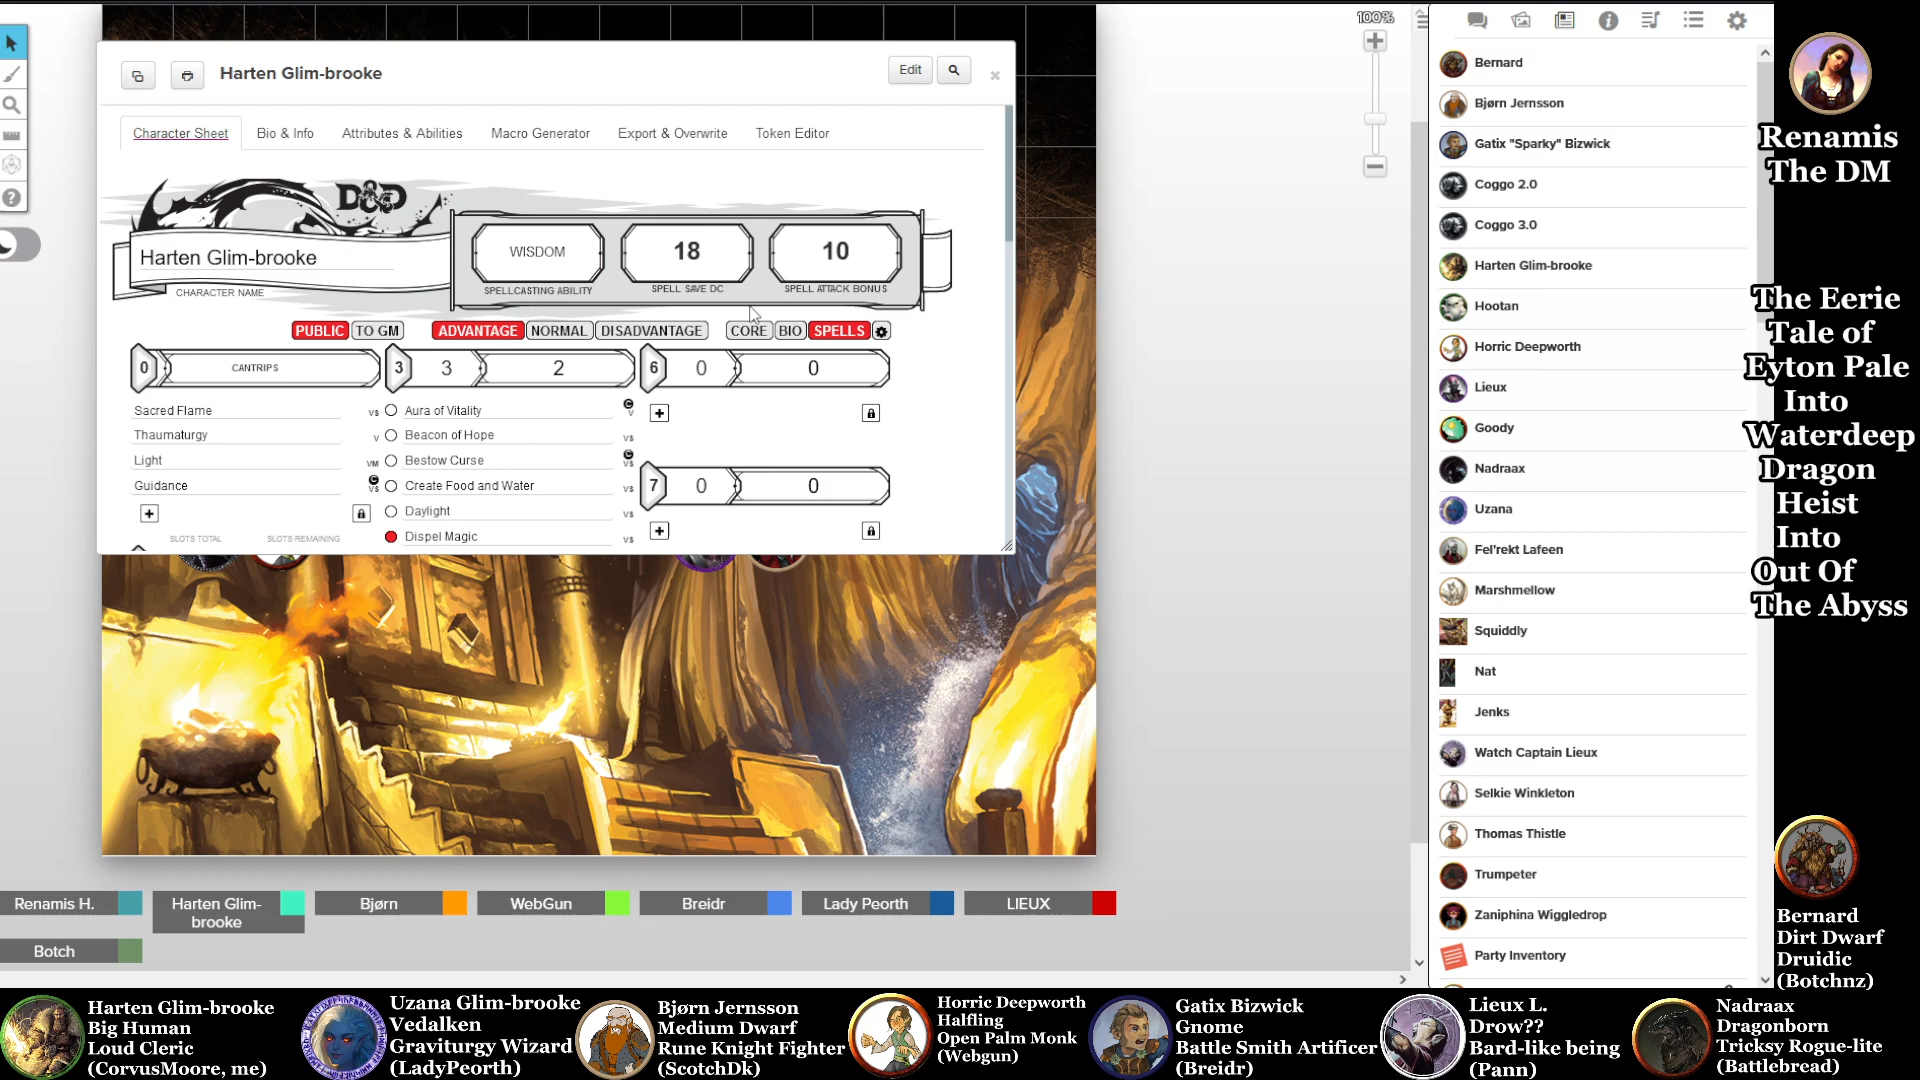 100%
Harten Glim-brooke
Edit
Character Sheet
Bio & Info
Attributes & Abilities
Macro Generator
Export & Overwrite
Token Editor
D&D
Harten Glim-brooke
CHARACTER NAME
WISDOM
18
10
SPELLCASTING ABILITY
SPELL SAVE DC
SPELL ATTACK BONUS
PUBLIC TO GM
ADVANTAGE NORMAL DISADVANTAGE
CORE BIO SPELLS
0 CANTRIPS
Sacred Flame V S
Thaumaturgy V
Light V M
Guidance C V S
SLOTS TOTAL
SLOTS REMAINING
3 3 2
Aura of Vitality C V
Beacon of Hope V S
Bestow Curse C V S
Create Food and Water V S
Daylight V S
Dispel Magic V S
6 0 0
7 0 0
Bernard
Bjørn Jernsson
Gatix "Sparky" Bizwick
Coggo 2.0
Coggo 3.0
Harten Glim-brooke
Hootan
Horric Deepworth
Lieux
Goody
Nadraax
Uzana
Fel'rekt Lafeen
Marshmellow
Squiddly
Nat
Jenks
Watch Captain Lieux
Selkie Winkleton
Thomas Thistle
Trumpeter
Zaniphina Wiggledrop
Party Inventory
Renamis
The DM
The Eerie
Tale of
Eyton Pale
Into
Waterdeep
Dragon
Heist
Into
Out Of
The Abyss
Bernard
Dirt Dwarf
Druidic
(Botchnz)
Renamis H.
Harten Glim-
brooke
Bjørn
WebGun
Breidr
Lady Peorth
LIEUX
Botch
Harten Glim-brooke
Big Human
Loud Cleric
(CorvusMoore, me)
Uzana Glim-brooke
Vedalken
Graviturgy Wizard
(LadyPeorth)
Bjørn Jernsson
Medium Dwarf
Rune Knight Fighter
(ScotchDk)
Horric Deepworth
Halfling
Open Palm Monk
(Webgun)
Gatix Bizwick
Gnome
Battle Smith Artificer
(Breidr)
Lieux L.
Drow??
Bard-like being
(Pann)
Nadraax
Dragonborn
Tricksy Rogue-lite
(Battlebread)